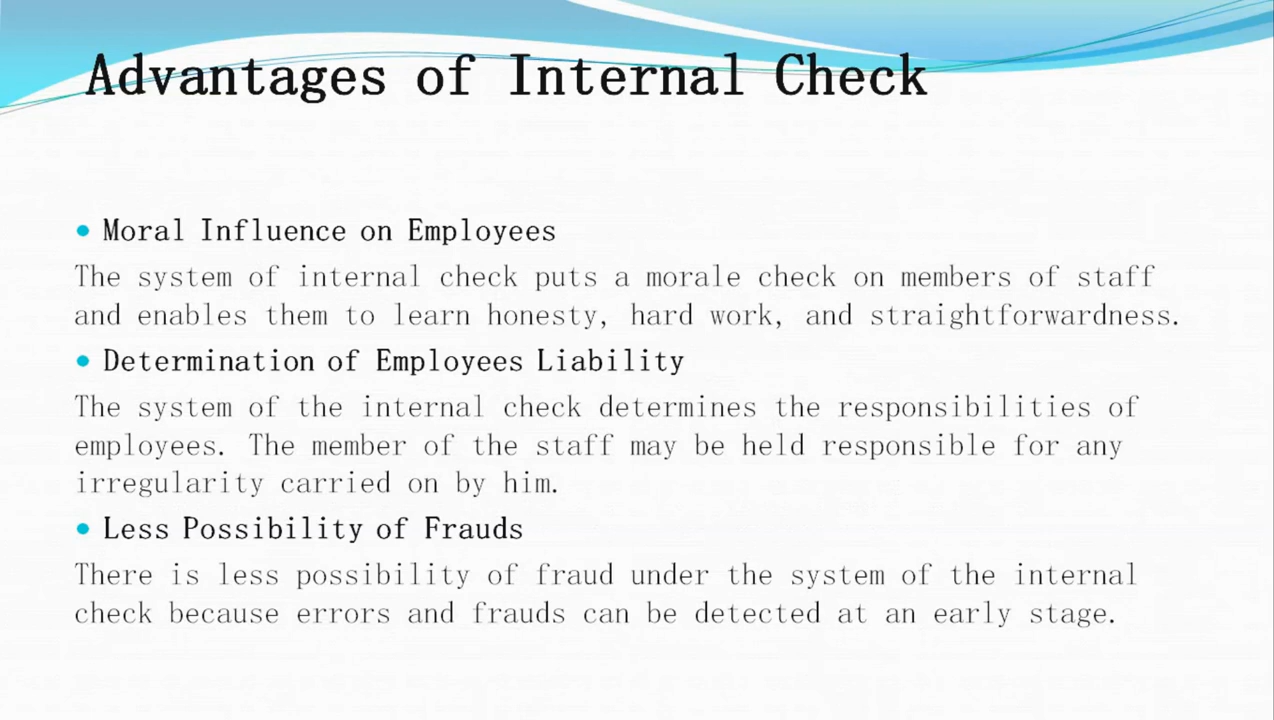 Advantages of Internal Check
• Moral Influence on Employees
The system of internal check puts a morale check on members of staff
and enables them to learn honesty, hard work, and straightforwardness.
• Determination of Employees Liability
The system of the internal check determines the responsibilities of
employees. The member of the staff may be held responsible for any
irregularity carried on by him.
• Less Possibility of Frauds
There is less possibility of fraud under the system of the internal
check because errors and frauds can be detected at an early stage.